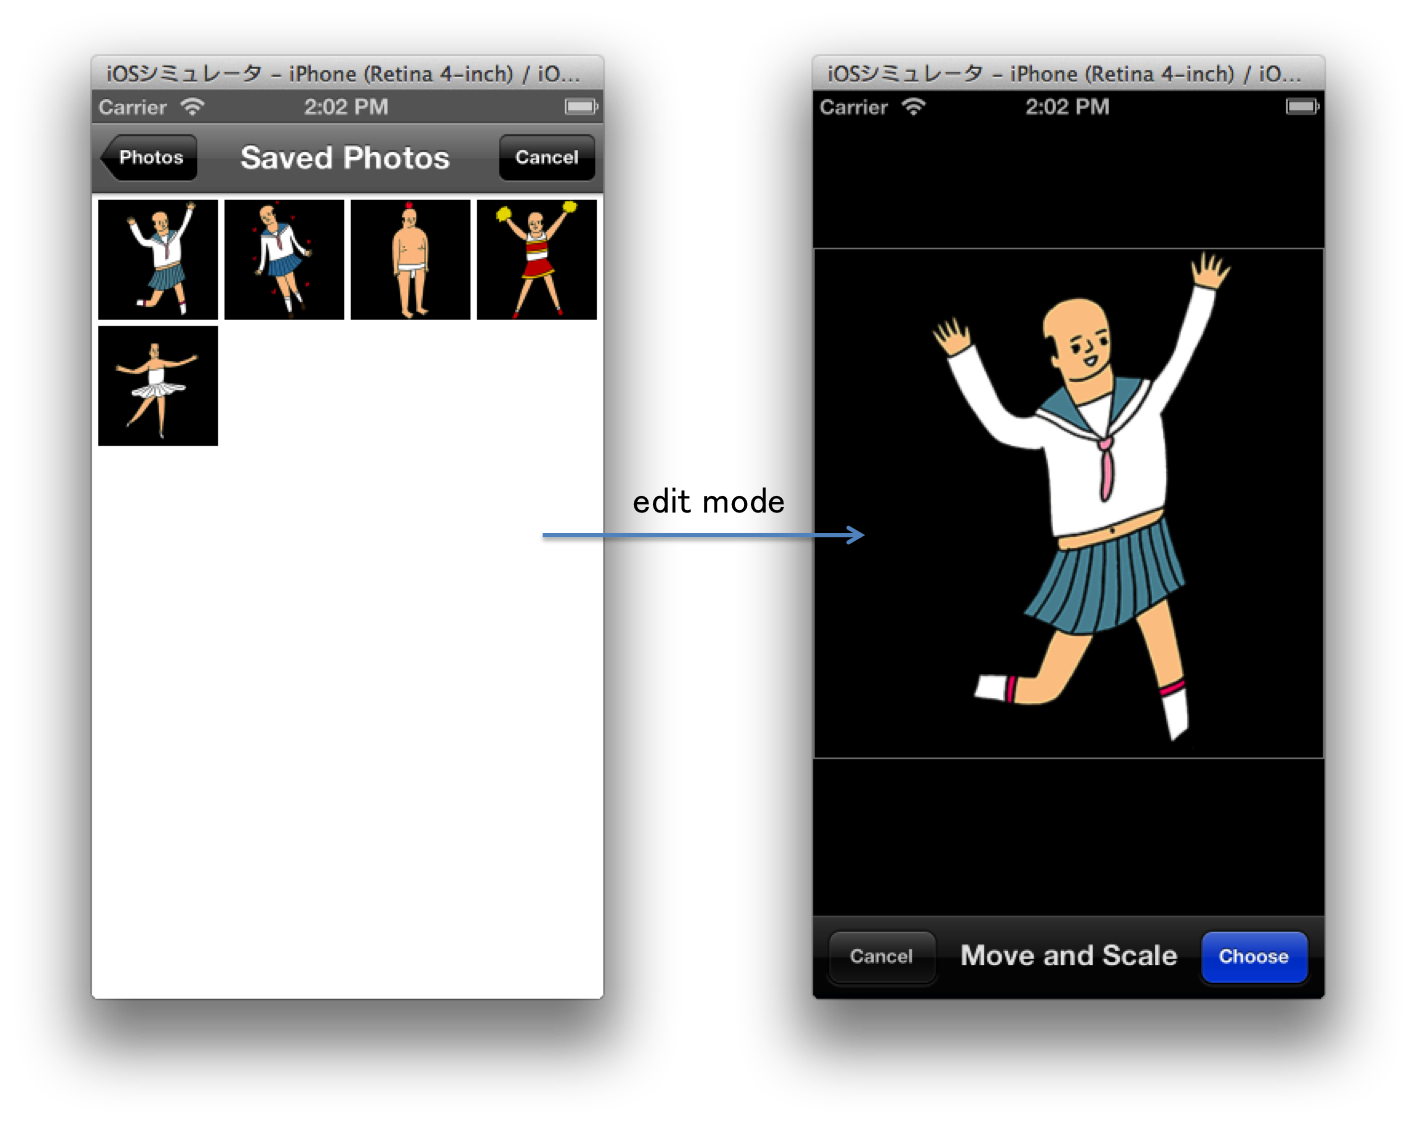 iOSシミュレータ - iPhone (Retina 4-inch) / iO...
Carrier 2:02 PM
Photos Saved Photos Cancel
edit mode
iOSシミュレータ - iPhone (Retina 4-inch) / iO...
Carrier 2:02 PM
Cancel Move and Scale Choose